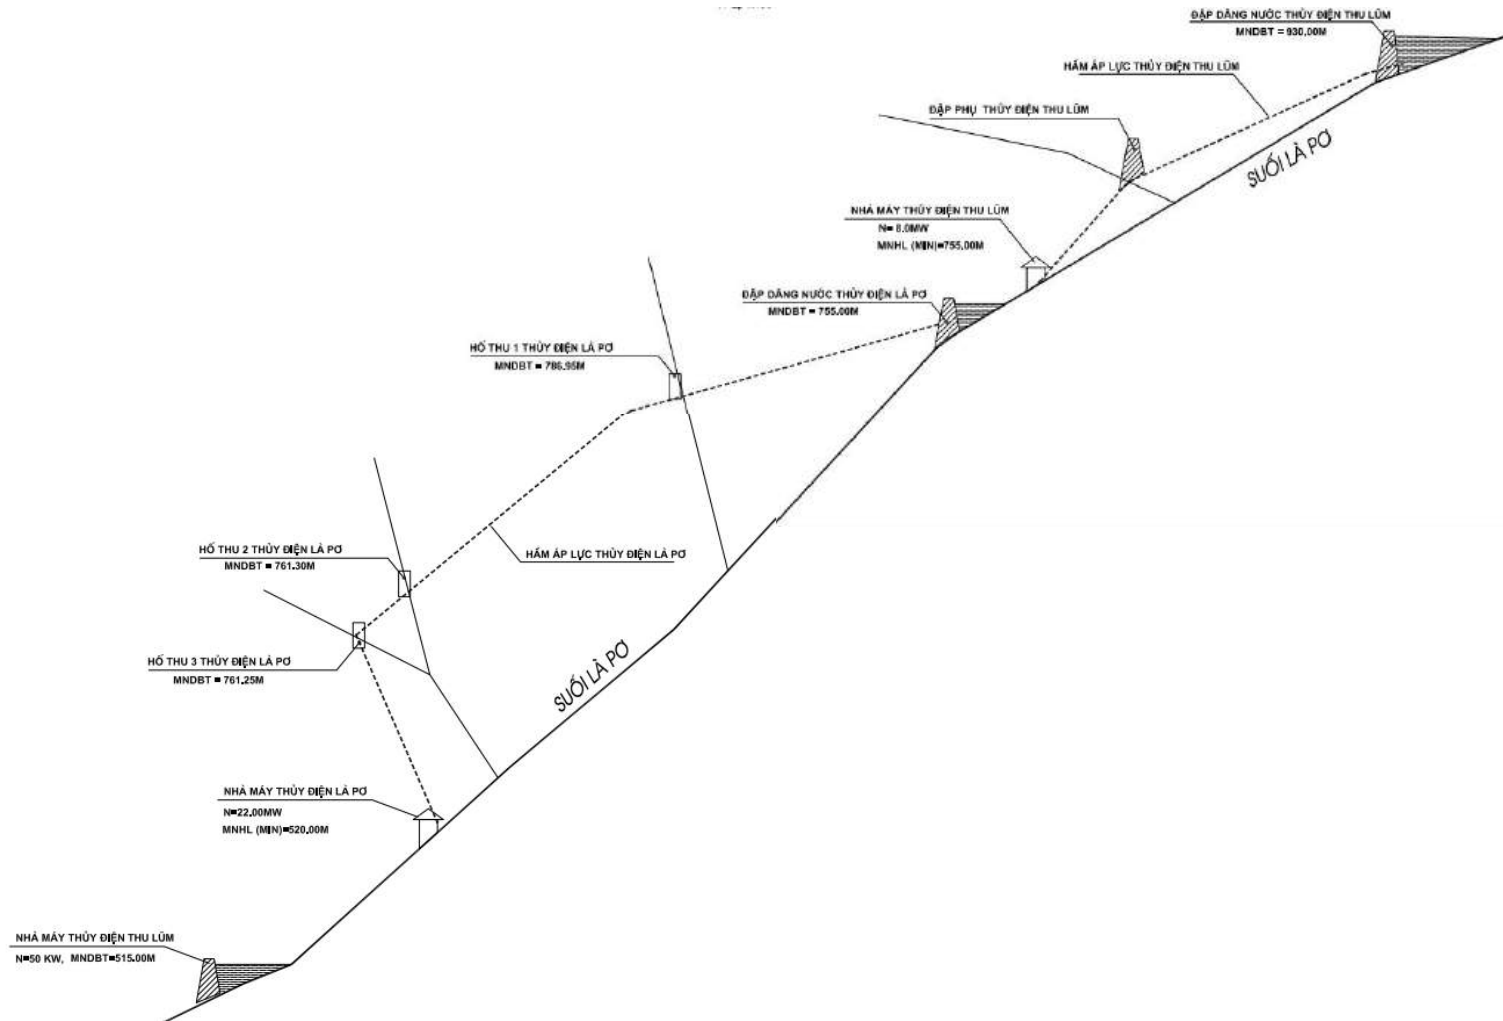 ĐẬP DÂNG NƯỚC THỦY ĐIỆN THU LŨM
MNDBT = 930.00M
HẦM ÁP LỰC THỦY ĐIỆN THU LŨM
ĐẬP PHỤ THỦY ĐIỆN THU LŨM
SUỐI LÀ PƠ
NHÀ MÁY THỦY ĐIỆN THU LŨM
N= 8.0MW
MNHL (MIN)=755.00M
ĐẬP DÂNG NƯỚC THỦY ĐIỆN LÀ PƠ
MNDBT = 755.00M
HỐ THU 1 THỦY ĐIỆN LÀ PƠ
MNDBT = 786.95M
HỐ THU 2 THỦY ĐIỆN LÀ PƠ
MNDBT = 761.30M
HẦM ÁP LỰC THỦY ĐIỆN LÀ PƠ
HỐ THU 3 THỦY ĐIỆN LÀ PƠ
MNDBT = 761.25M
SUỐI LÀ PƠ
NHÀ MÁY THỦY ĐIỆN LÀ PƠ
N=22.00MW
MNHL (MIN)=520.00M
NHÀ MÁY THỦY ĐIỆN THU LŨM
N=50 KW, MNDBT=515.00M